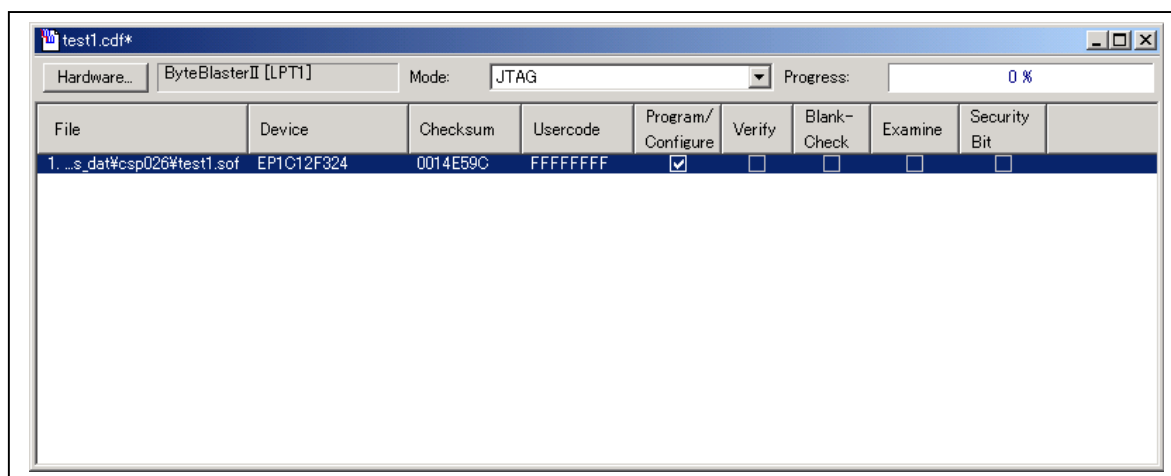 test1.cdf*
Hardware... ByteBlasterII [LPT1] Mode: JTAG Progress: 0 %
File Device Checksum Usercode Program/Configure Verify Blank-Check Examine Security Bit
1. ...s_dat¥csp026¥test1.sof EP1C12F324 0014E59C FFFFFFFF